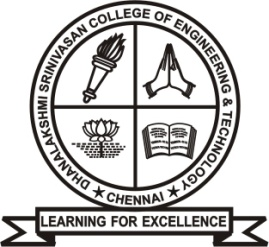 DHANALAKSHMI SRINIVASAN COLLEGE OF ENGINEERING & TECHNOLOGY
★ CHENNAI ★
LEARNING FOR EXCELLENCE